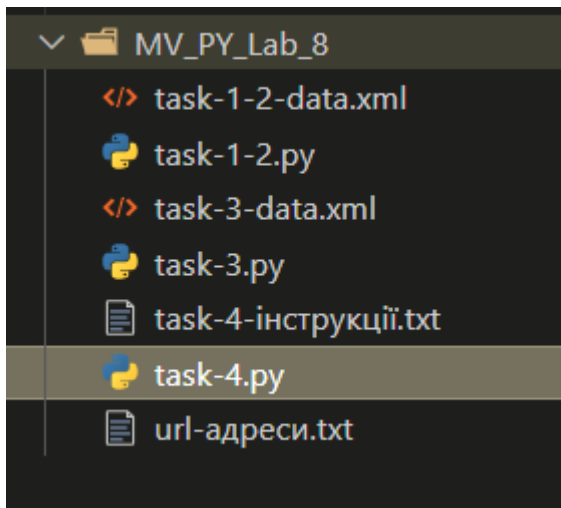 MV_PY_Lab_8
task-1-2-data.xml
task-1-2.py
task-3-data.xml
task-3.py
task-4-інструкції.txt
task-4.py
url-адреси.txt